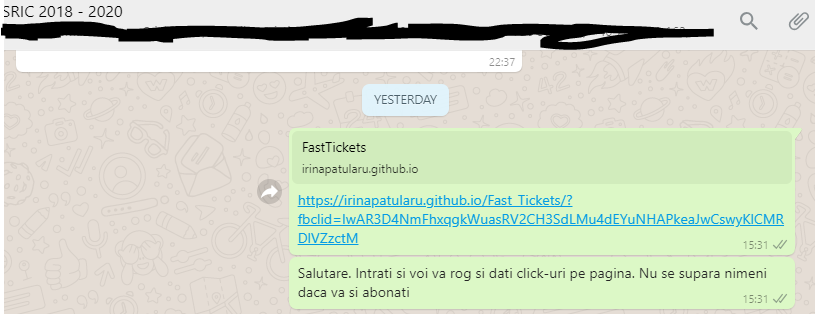 SRIC 2018 - 2020
22:37
YESTERDAY
FastTickets
irinapatularu.github.io
https://irinapatularu.github.io/Fast_Tickets/?
fbclid=IwAR3D4NmFhxqgkWuasRV2CH3SdLMu4dEYuNHAPkeaJwCswyKlCMR
DlVZzctM
15:31
Salutare. Intrati si voi va rog si dati click-uri pe pagina. Nu se supara nimeni
daca va si abonati
15:31